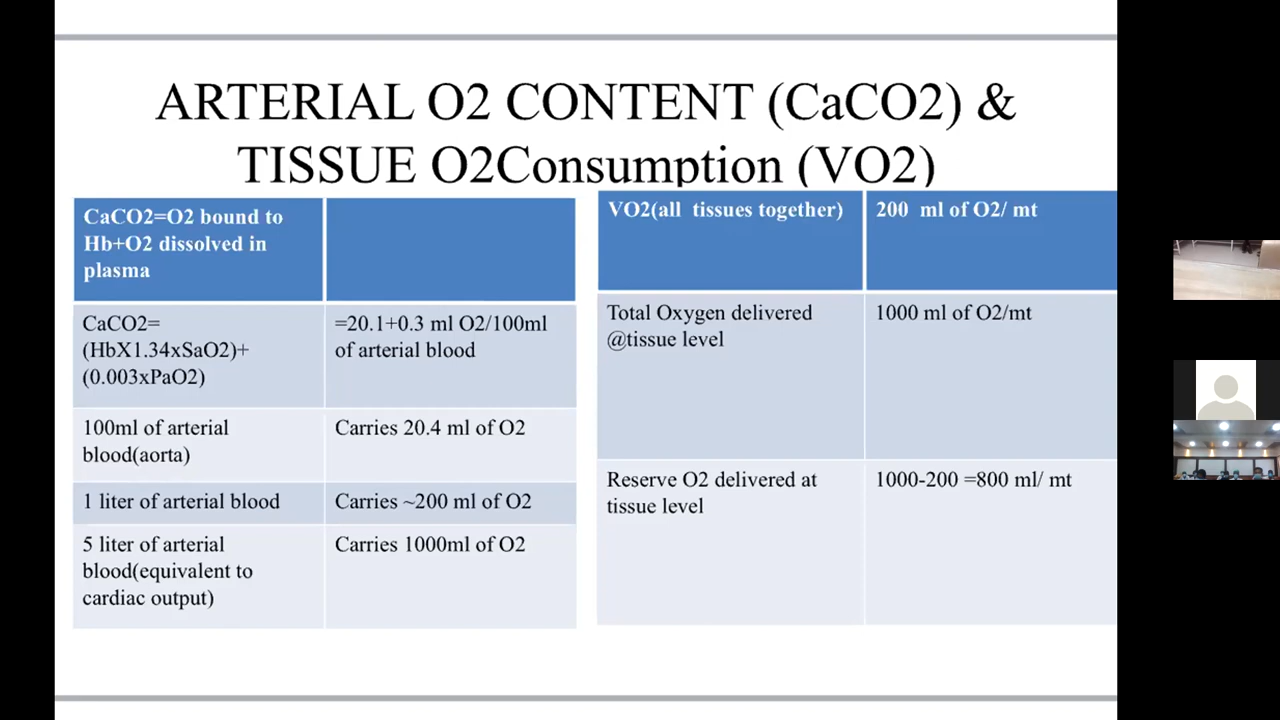 ARTERIAL O2 CONTENT (CaCO2) &
TISSUE O2Consumption (VO2)
CaCO2=O2 bound to
Hb+O2 dissolved in
plasma
CaCO2=
(HbX1.34xSaO2)+
(0.003xPaO2)
=20.1+0.3 ml O2/100ml
of arterial blood
100ml of arterial
blood(aorta)
Carries 20.4 ml of O2
1 liter of arterial blood
Carries ~200 ml of O2
5 liter of arterial
blood(equivalent to
cardiac output)
Carries 1000ml of O2
VO2(all tissues together)
200 ml of O2/ mt
Total Oxygen delivered
@tissue level
1000 ml of O2/mt
Reserve O2 delivered at
tissue level
1000-200 =800 ml/ mt